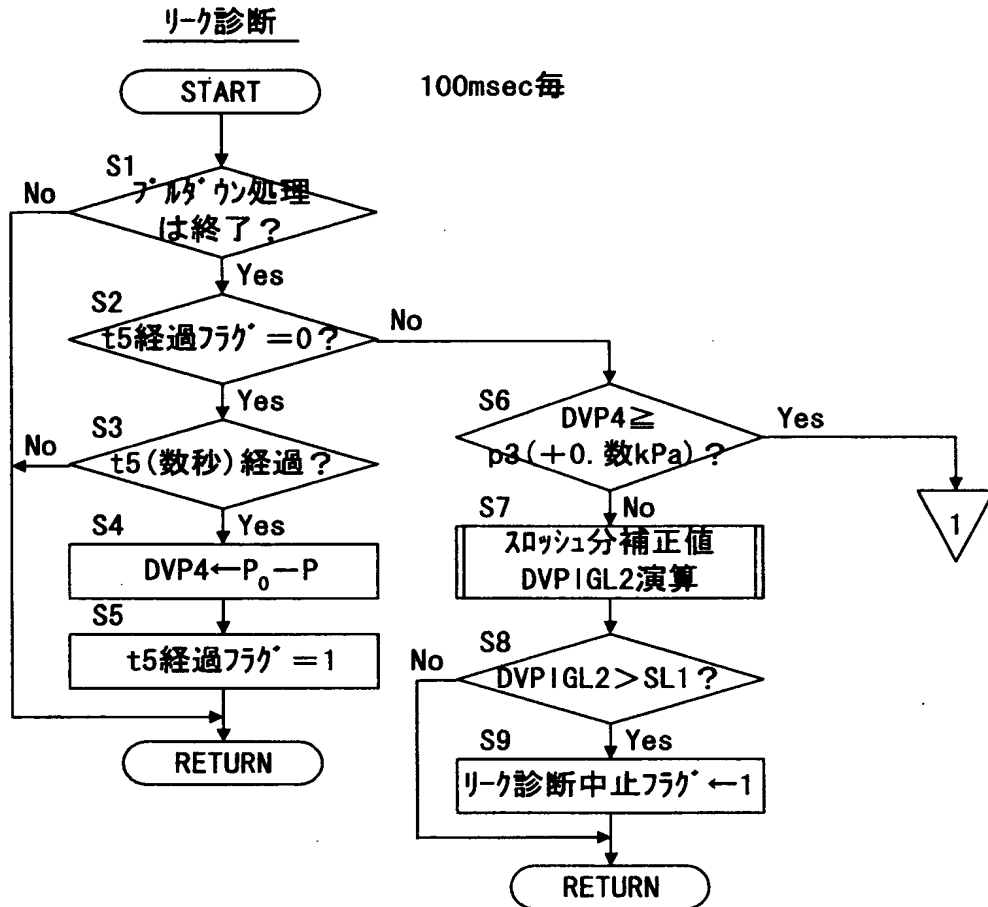 リーク診断
START
100msec毎
S1
プルダウン処理
は終了？
No
Yes
S2
t5経過フラグ＝0？
No
Yes
S3
t5(数秒)経過？
No
Yes
S4
DVP4←P₀－P
S5
t5経過フラグ＝1
RETURN
S6
DVP4≧
p3(＋0.数kPa)？
Yes
1
No
S7
スロッシュ分補正値
DVPIGL2演算
S8
DVPIGL2＞SL1？
No
Yes
S9
リーク診断中止フラグ←1
RETURN